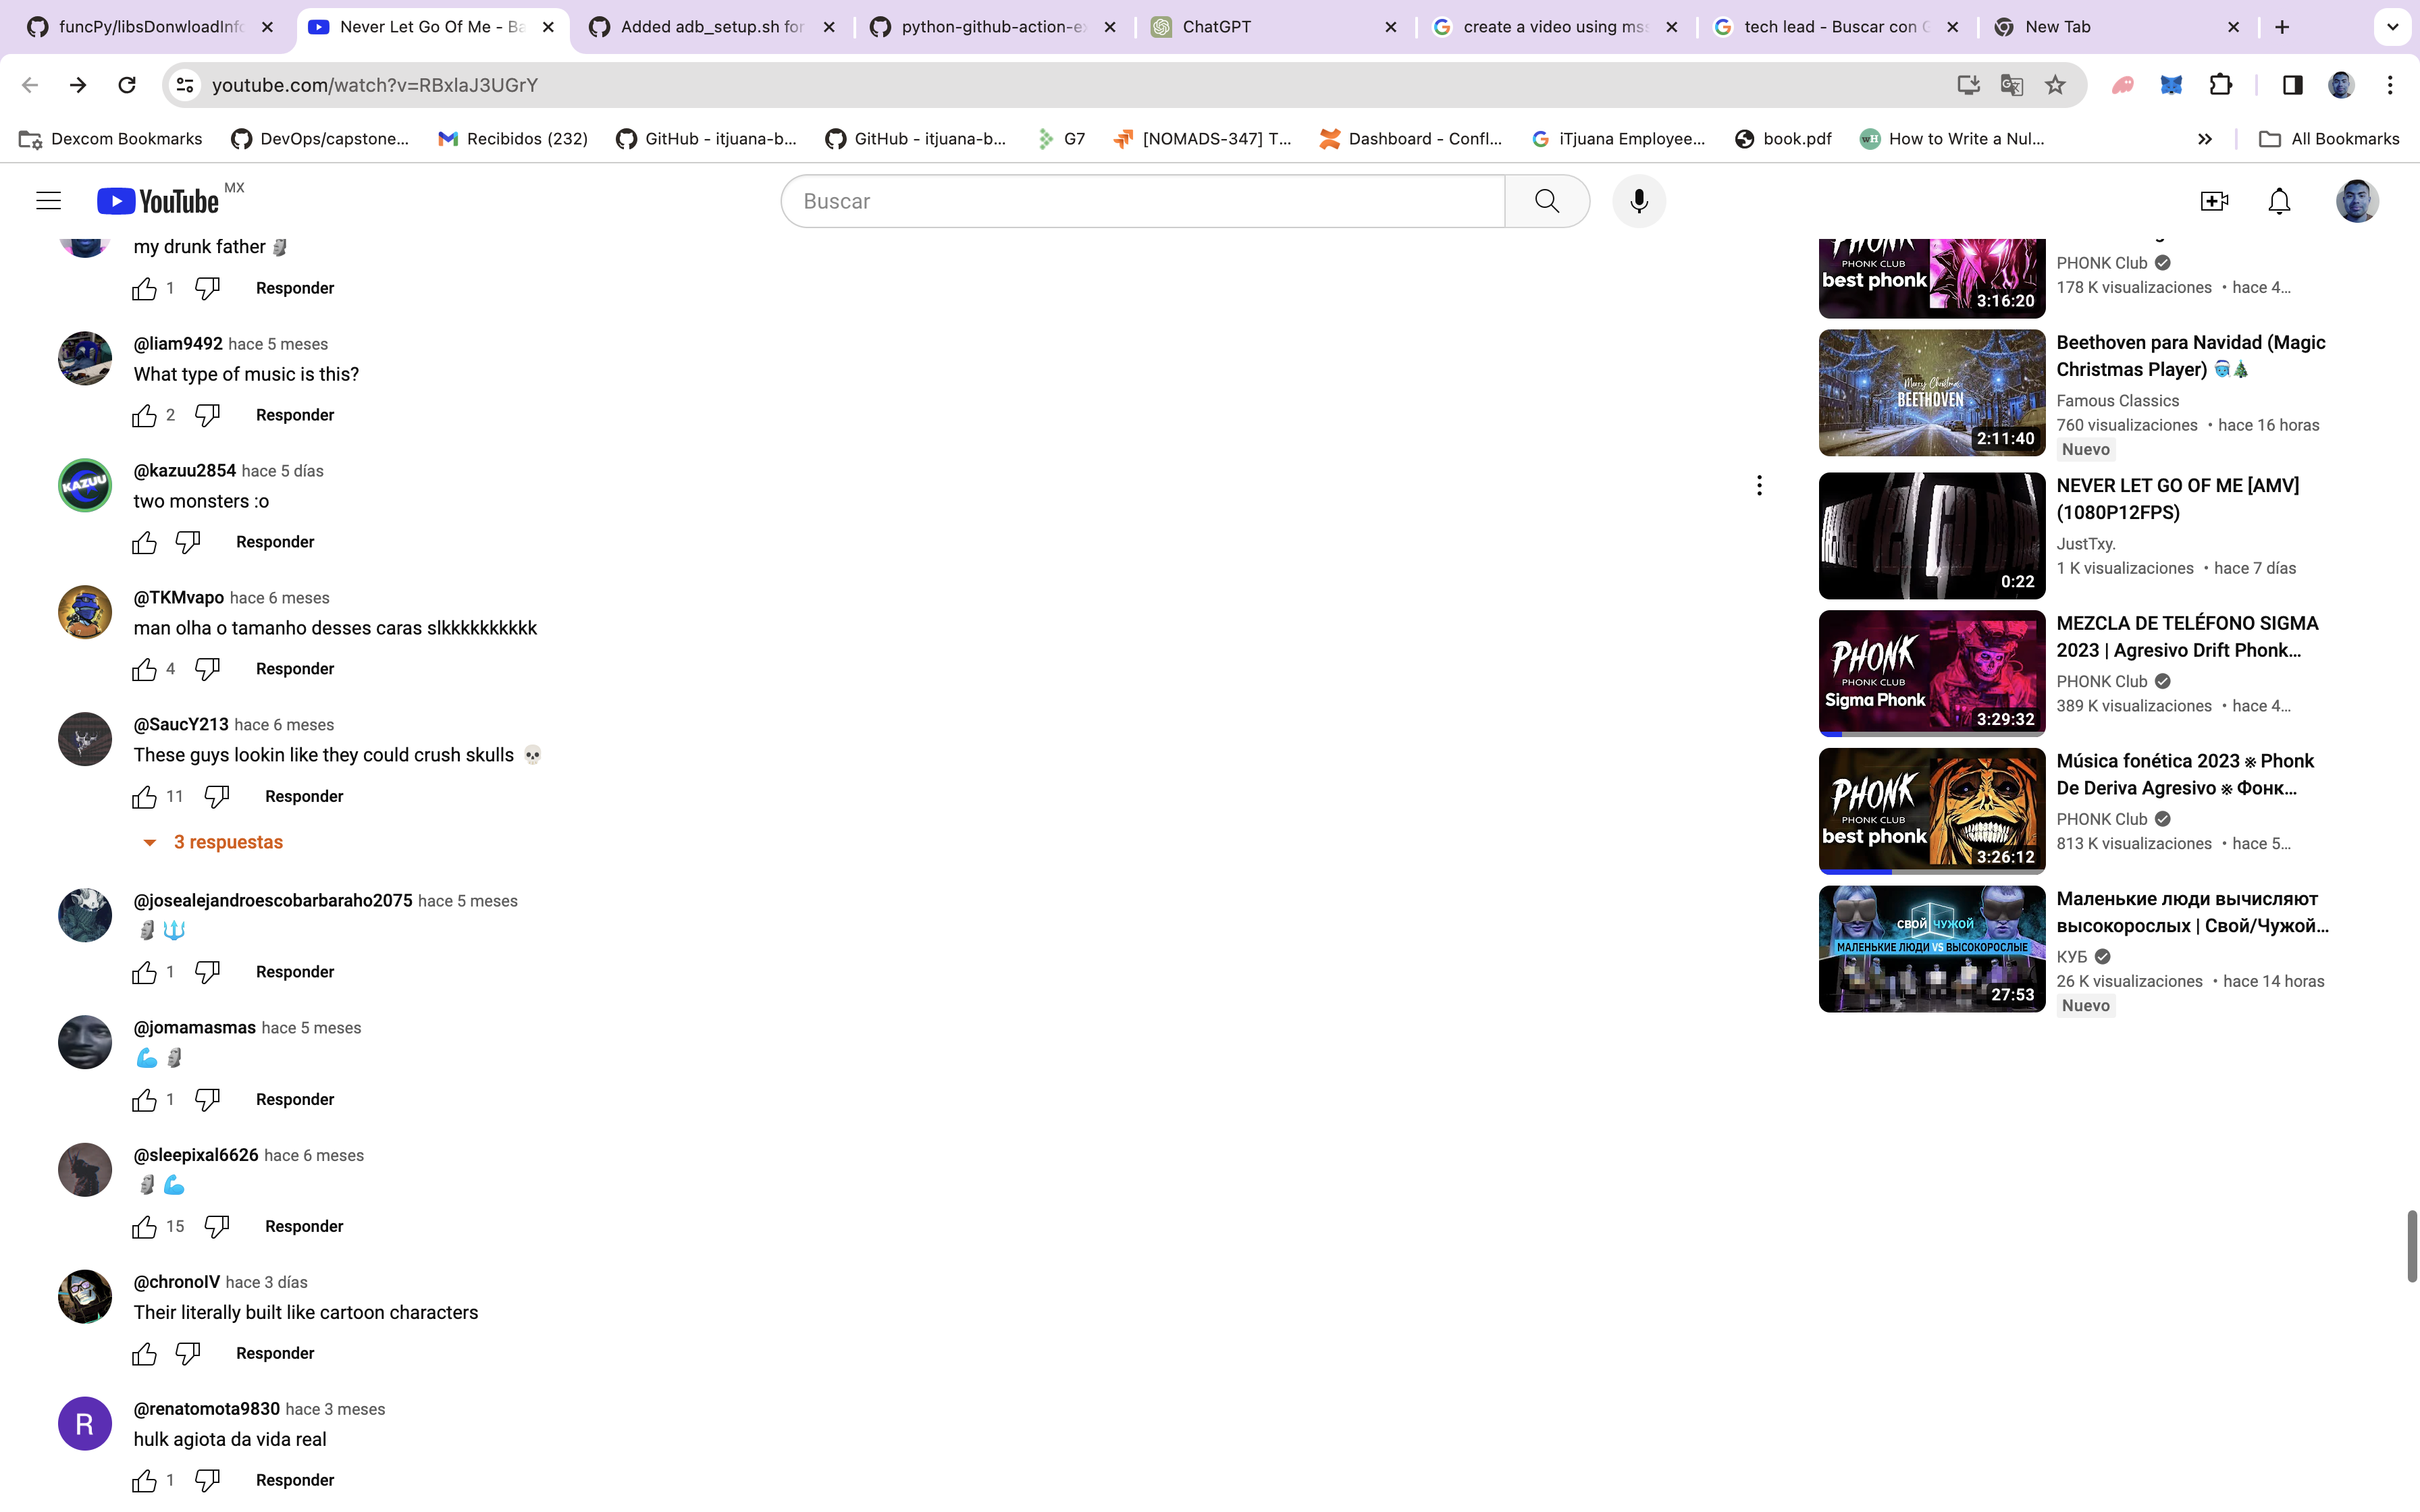 funcPy/libsDonwloadInfo
Never Let Go Of Me - Ba
Added adb_setup.sh for
python-github-action-ex
ChatGPT
create a video using mss
tech lead - Buscar con G
New Tab
youtube.com/watch?v=RBxlaJ3UGrY
Dexcom Bookmarks
DevOps/capstone...
Recibidos (232)
GitHub - itjuana-b...
GitHub - itjuana-b...
G7
[NOMADS-347] T...
Dashboard - Confl...
iTjuana Employee...
book.pdf
wH
How to Write a Nul...
All Bookmarks
YouTube MX
Buscar
my drunk father 🗿
1 Responder
@liam9492 hace 5 meses
What type of music is this?
2 Responder
KAZUU
@kazuu2854 hace 5 días
two monsters :o
Responder
@TKMvapo hace 6 meses
man olha o tamanho desses caras slkkkkkkkkkk
4 Responder
@SaucY213 hace 6 meses
These guys lookin like they could crush skulls 💀
11 Responder
3 respuestas
@josealejandroescobarbaraho2075 hace 5 meses
🗿🔱
1 Responder
@jomamasmas hace 5 meses
💪🗿
1 Responder
@sleepixal6626 hace 6 meses
🗿💪
15 Responder
@chronoIV hace 3 días
Their literally built like cartoon characters
Responder
R
@renatomota9830 hace 3 meses
hulk agiota da vida real
1 Responder
PHONK
PHONK CLUB
best phonk
3:16:20
PHONK Club
178 K visualizaciones • hace 4...
Merry Christmas
BEETHOVEN
2:11:40
Beethoven para Navidad (Magic
Christmas Player) 🎅🎄
Famous Classics
760 visualizaciones • hace 16 horas
Nuevo
0:22
NEVER LET GO OF ME [AMV]
(1080P12FPS)
JustTxy.
1 K visualizaciones • hace 7 días
PHONK
PHONK CLUB
Sigma Phonk
3:29:32
MEZCLA DE TELÉFONO SIGMA
2023 | Agresivo Drift Phonk...
PHONK Club
389 K visualizaciones • hace 4...
PHONK
PHONK CLUB
best phonk
3:26:12
Música fonética 2023 ※ Phonk
De Deriva Agresivo ※ Фонк...
PHONK Club
813 K visualizaciones • hace 5...
СВОЙ ЧУЖОЙ
МАЛЕНЬКИЕ ЛЮДИ VS ВЫСОКОРОСЛЫЕ
27:53
Маленькие люди вычисляют
высокорослых | Свой/Чужой...
КУБ
26 K visualizaciones • hace 14 horas
Nuevo